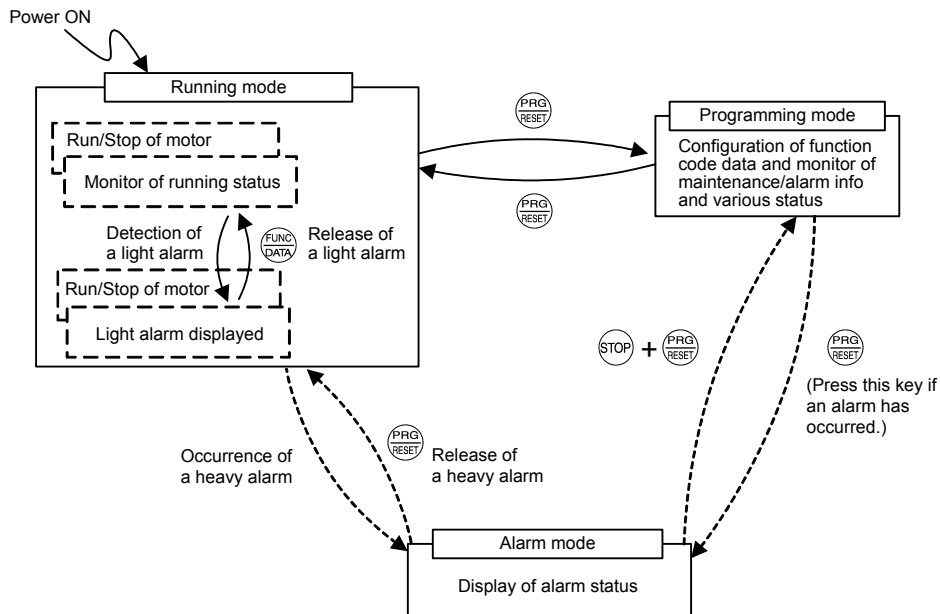 Power ON
Running mode
Run/Stop of motor
Monitor of running status
Detection of
a light alarm
FUNC
DATA
Release of
a light alarm
Run/Stop of motor
Light alarm displayed
PRG
RESET
PRG
RESET
Programming mode
Configuration of function
code data and monitor of
maintenance/alarm info
and various status
STOP + PRG
RESET
PRG
RESET
(Press this key if
an alarm has
occurred.)
Occurrence of
a heavy alarm
PRG
RESET
Release of
a heavy alarm
Alarm mode
Display of alarm status